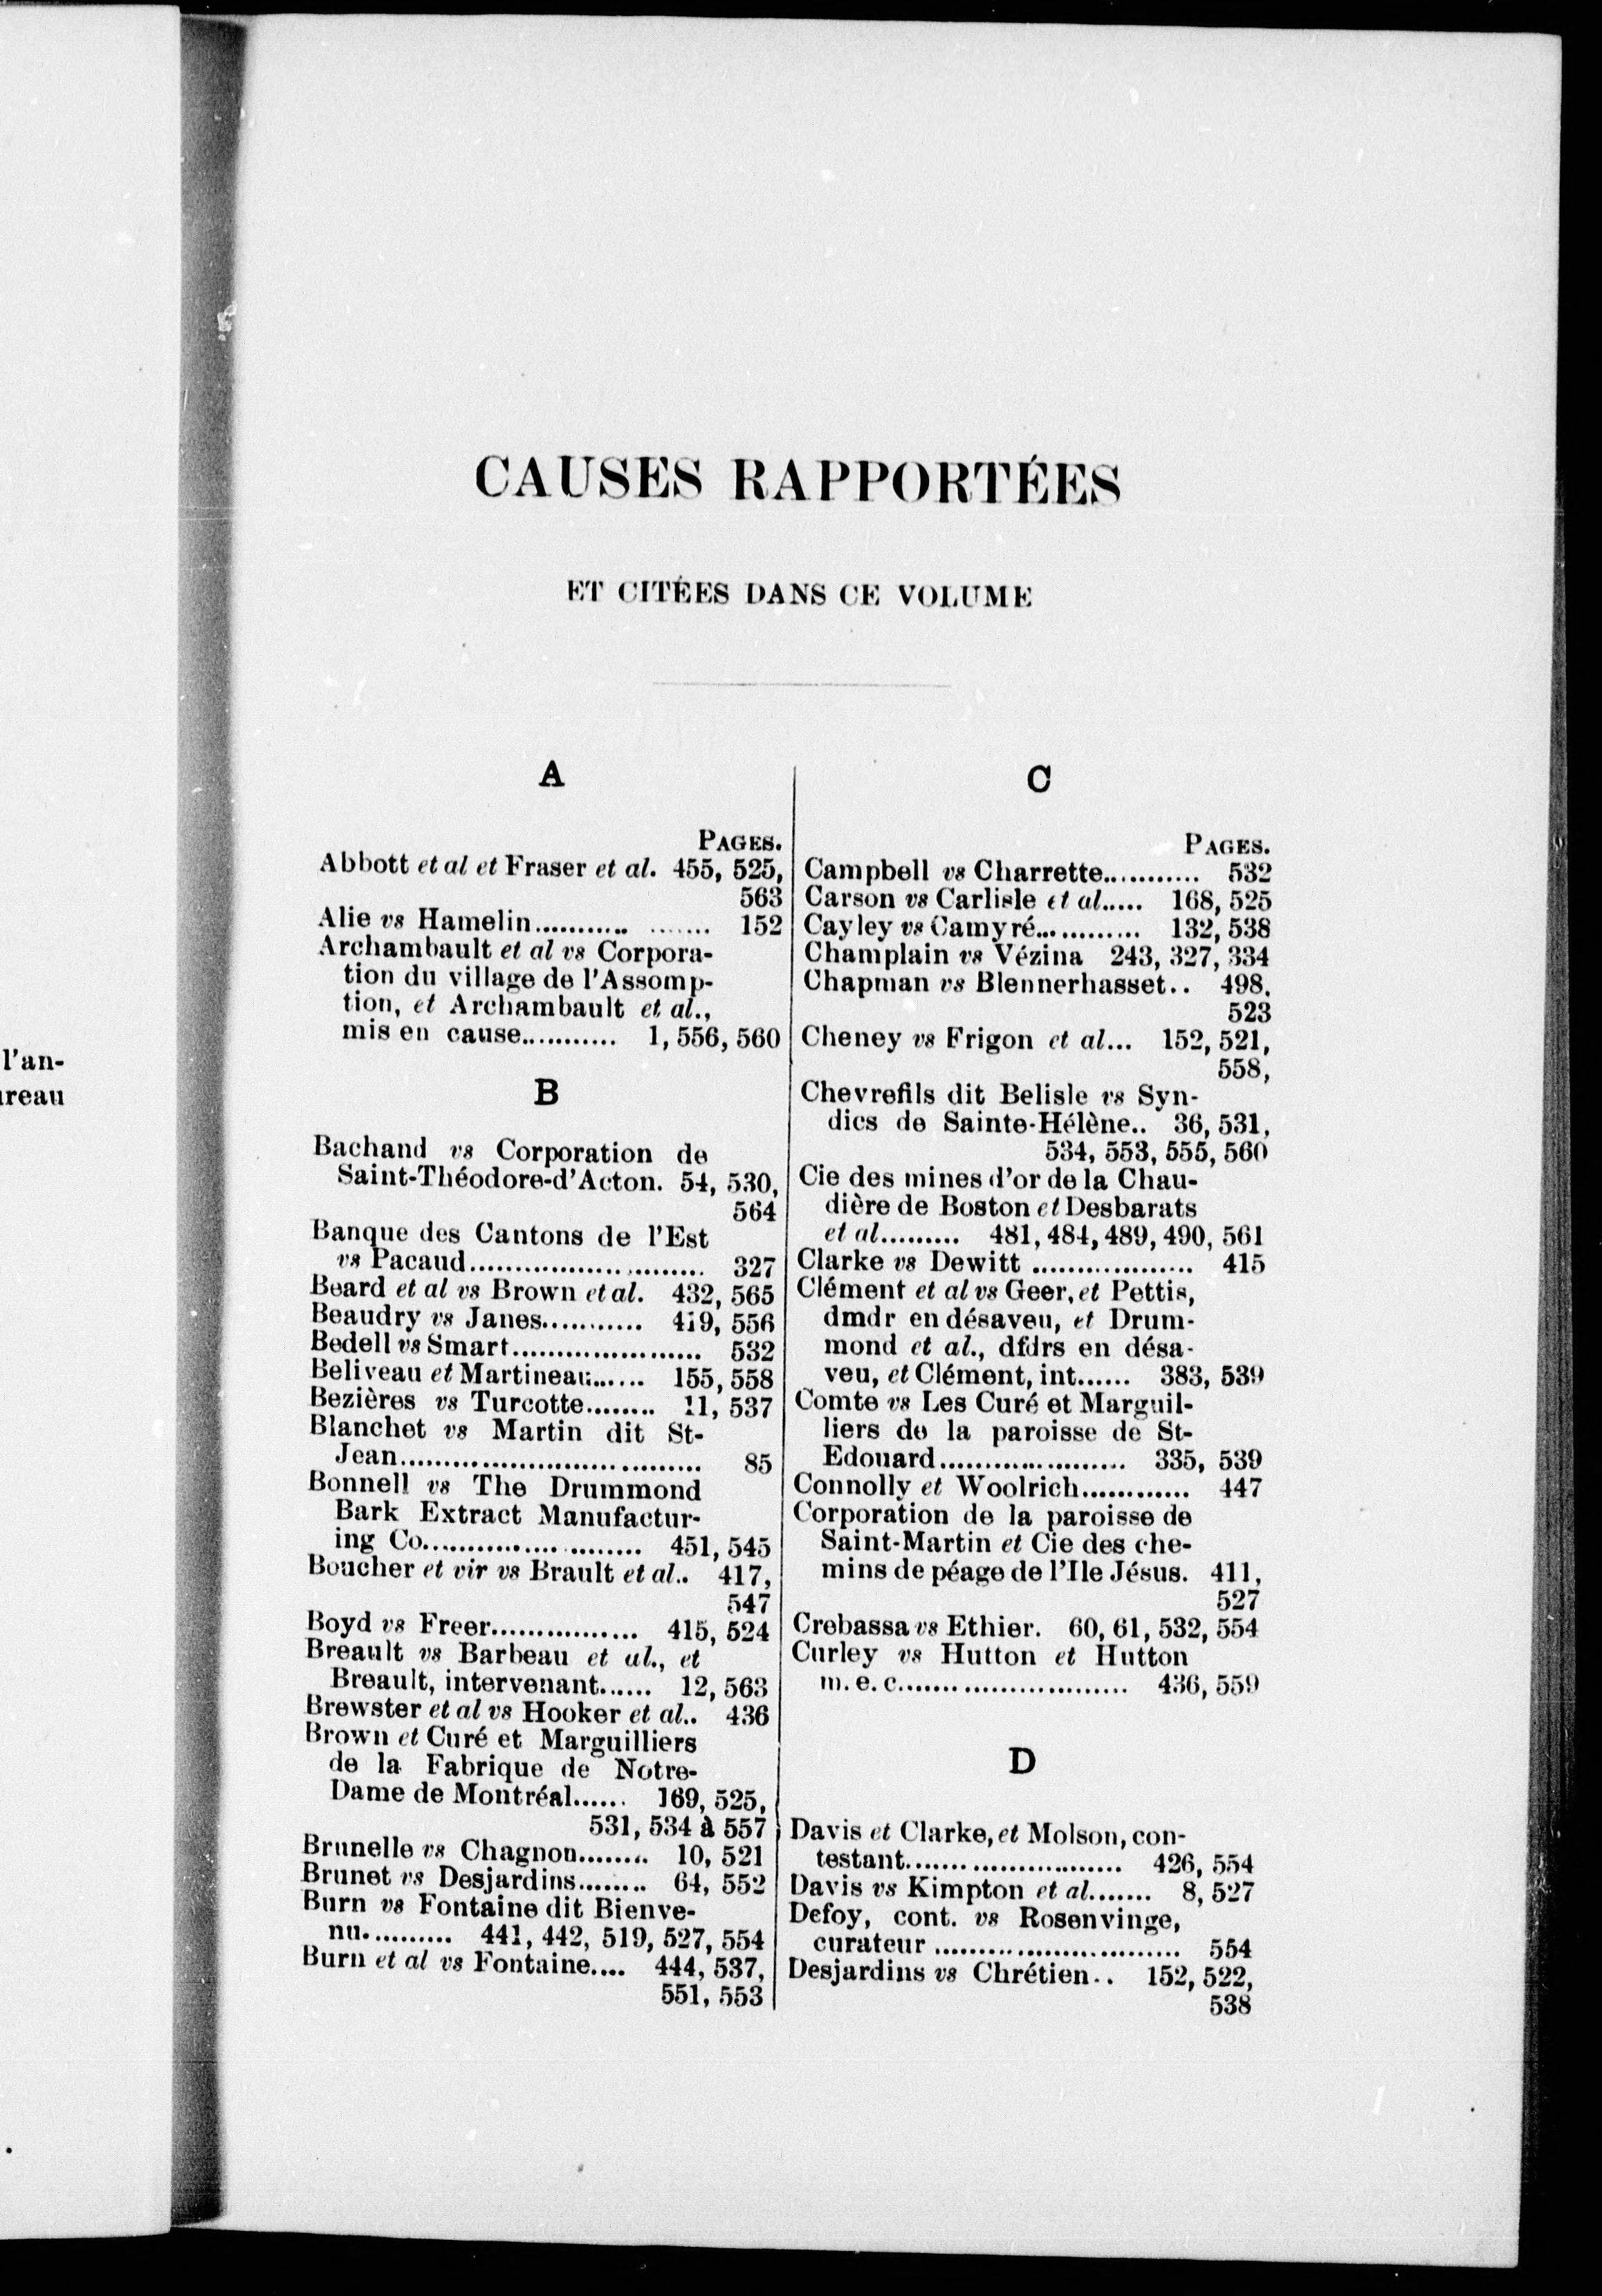 l'an-
ureau
CAUSES RAPPORTÉES
ET CITÉES DANS CE VOLUME
A
PAGES.
Abbott et al et Fraser et al. 455, 525,
563
Alie vs Hamelin........... ....... 152
Archambault et al vs Corpora-
tion du village de l'Assomp-
tion, et Archambault et al.,
mis en cause........... 1, 556, 560
B
Bachand vs Corporation de
Saint-Théodore-d'Acton. 54, 530,
564
Banque des Cantons de l'Est
vs Pacaud........................... 327
Beard et al vs Brown et al. 432, 565
Beaudry vs Janes........... 419, 556
Bedell vs Smart..................... 532
Beliveau et Martineau...... 155, 558
Bezières vs Turcotte........ 11, 537
Blanchet vs Martin dit St-
Jean.................................. 85
Bonnell vs The Drummond
Bark Extract Manufactur-
ing Co........................ 451, 545
Boucher et vir vs Brault et al.. 417,
547
Boyd vs Freer................ 415, 524
Breault vs Barbeau et al., et
Breault, intervenant...... 12, 563
Brewster et al vs Hooker et al.. 436
Brown et Curé et Marguilliers
de la Fabrique de Notre-
Dame de Montréal...... 169, 525,
531, 534 à 557
Brunelle vs Chagnon........ 10, 521
Brunet vs Desjardins........ 64, 552
Burn vs Fontaine dit Bienve-
nu.......... 441, 442, 519, 527, 554
Burn et al vs Fontaine.... 444, 537,
551, 553
C
PAGES.
Campbell vs Charrette........... 532
Carson vs Carlisle et al..... 168, 525
Cayley vs Camyré............ 132, 538
Champlain vs Vézina 243, 327, 334
Chapman vs Blennerhasset.. 498,
523
Cheney vs Frigon et al... 152, 521,
558,
Chevrefils dit Belisle vs Syn-
dics de Sainte-Hélène.. 36, 531,
534, 553, 555, 560
Cie des mines d'or de la Chau-
dière de Boston et Desbarats
et al......... 481, 484, 489, 490, 561
Clarke vs Dewitt .................. 415
Clément et al vs Geer, et Pettis,
dmdr en désaveu, et Drum-
mond et al., dfdrs en désa-
veu, et Clément, int...... 383, 539
Comte vs Les Curé et Marguil-
liers de la paroisse de St-
Edouard..................... 335, 539
Connolly et Woolrich............ 447
Corporation de la paroisse de
Saint-Martin et Cie des che-
mins de péage de l'Ile Jésus. 411,
527
Crebassa vs Ethier. 60, 61, 532, 554
Curley vs Hutton et Hutton
m. e. c......................... 436, 559
D
Davis et Clarke, et Molson, con-
testant........................ 426, 554
Davis vs Kimpton et al....... 8, 527
Defoy, cont. vs Rosenvinge,
curateur ........................... 554
Desjardins vs Chrétien.. 152, 522,
538